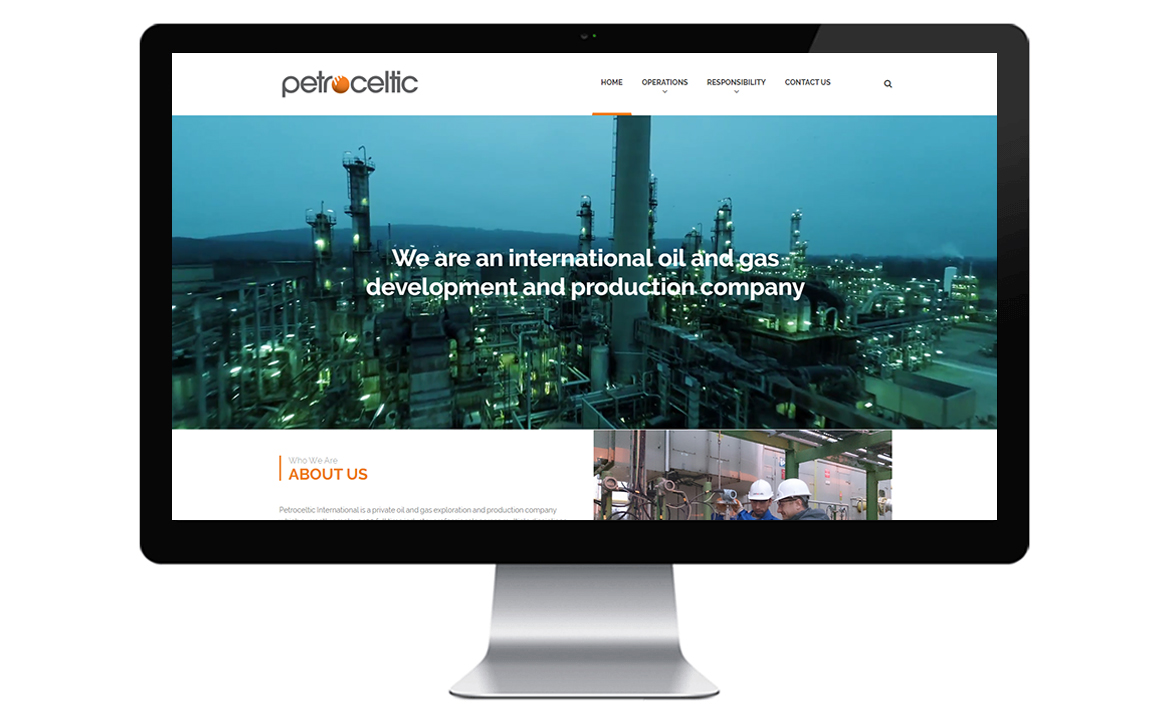 petroceltic
HOME OPERATIONS RESPONSIBILITY CONTACT US
We are an international oil and gas
development and production company
Who We Are
ABOUT US
Petroceltic International is a private oil and gas exploration and production company